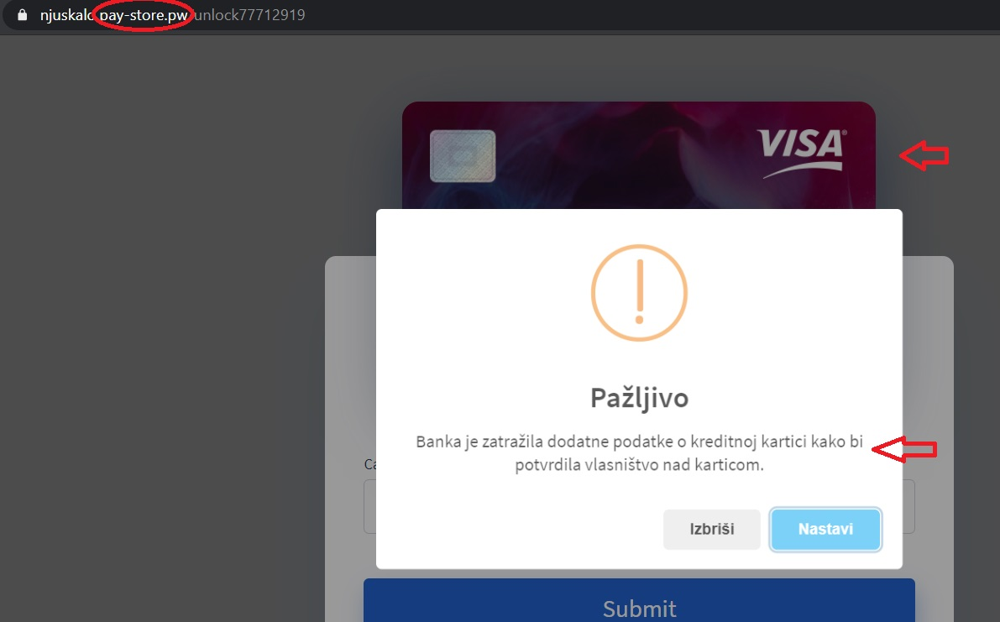 njuskalo.pay-store.pw/unlock77712919
VISA
Pažljivo
Banka je zatražila dodatne podatke o kreditnoj kartici kako bi
potvrdila vlasništvo nad karticom.
Ca
Izbriši Nastavi
Submit